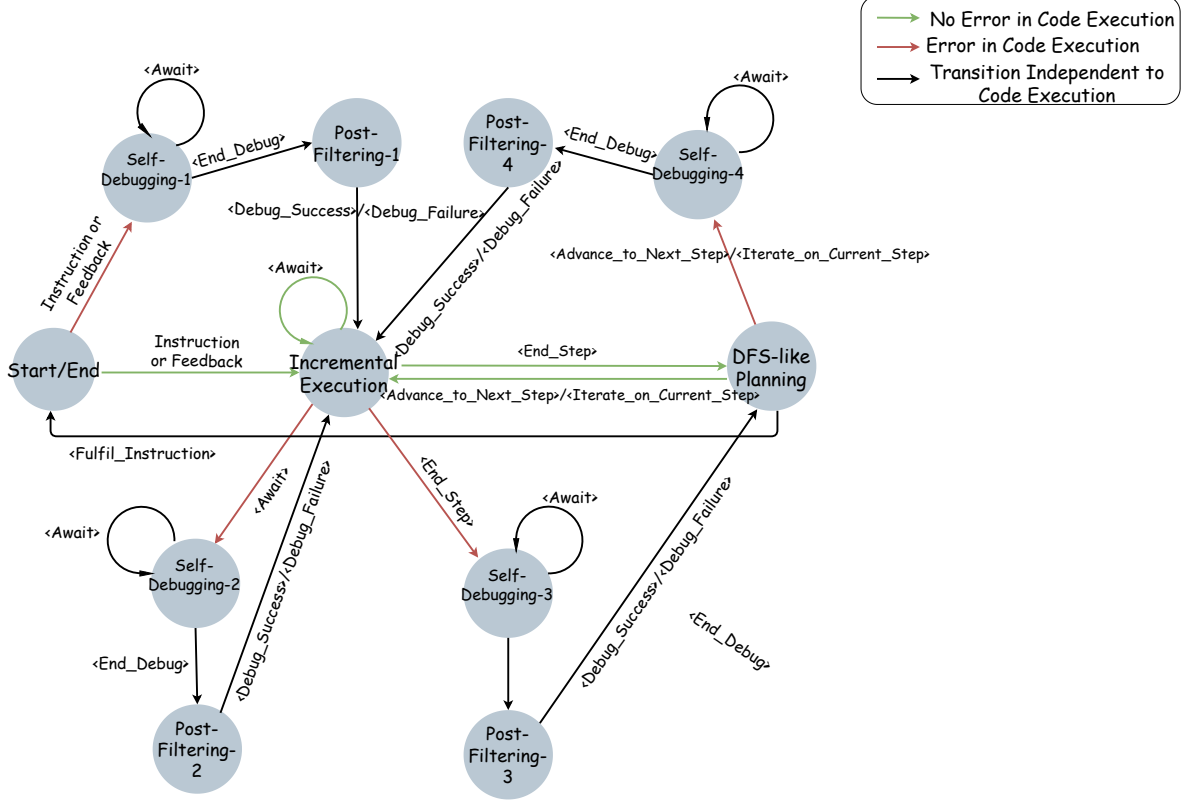 No Error in Code Execution
Error in Code Execution
Transition Independent to
Code Execution
<Await>
<Await>
Self-
Debugging-1
<End_Debug>
Post-
Filtering-1
Post-
Filtering-
4
<End_Debug>
Self-
Debugging-4
Instruction or
Feedback
<Debug_Success>/<Debug_Failure>
<Debug_Success>/<Debug_Failure>
<Advance_to_Next_Step>/<Iterate_on_Current_Step>
<Await>
Start/End
Instruction
or Feedback
Incremental
Execution
<End_Step>
<Advance_to_Next_Step>/<Iterate_on_Current_Step>
DFS-like
Planning
<Fulfil_Instruction>
<Await>
<End_Step>
<Await>
Self-
Debugging-2
<Debug_Success>/<Debug_Failure>
<Await>
Self-
Debugging-3
<Debug_Success>/<Debug_Failure>
<End_Debug>
<End_Debug>
Post-
Filtering-
2
Post-
Filtering-
3